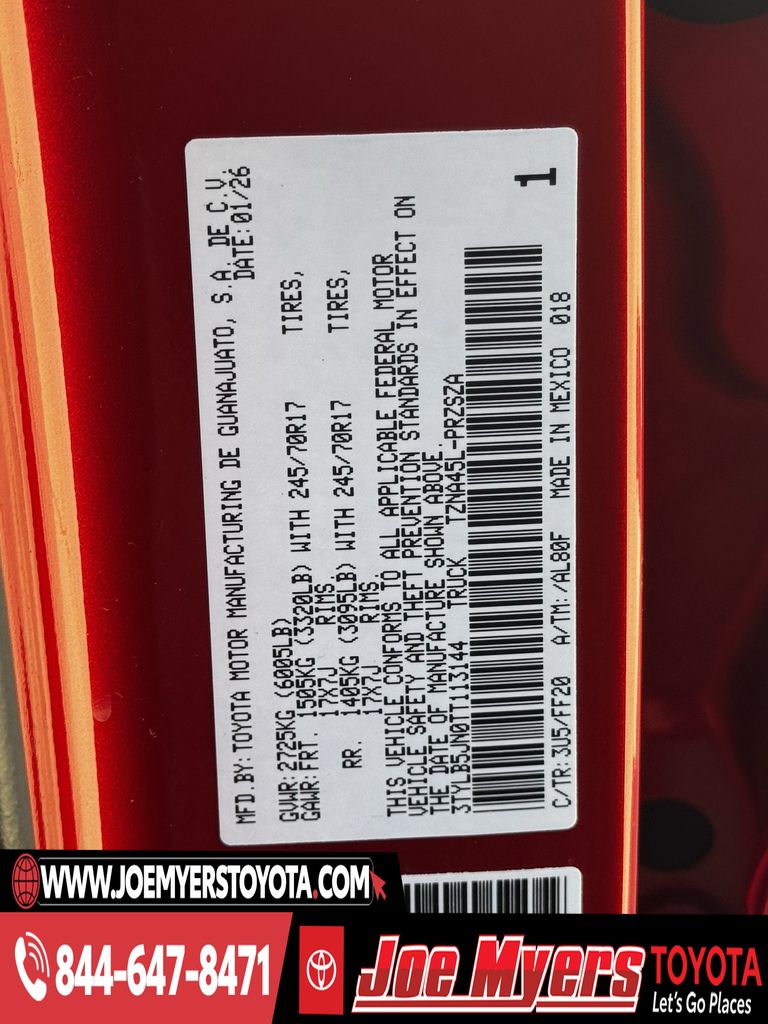 MFD.BY: TOYOTA MOTOR MANUFACTURING DE GUANAJUATO, S.A. DE C.V.
DATE: 01/26
GVWR: 2725KG (6005LB)
GAWR: FRT. 1505KG (3320LB) WITH 245/70R17 TIRES,
17X7J RIMS.
RR. 1405KG (3095LB) WITH 245/70R17 TIRES,
17X7J RIMS.
THIS VEHICLE CONFORMS TO ALL APPLICABLE FEDERAL MOTOR
VEHICLE SAFETY AND THEFT PREVENTION STANDARDS IN EFFECT ON
THE DATE OF MANUFACTURE SHOWN ABOVE.
3TYLB5JN0TT113144 TRUCK TZNA45L-PRZSZA
C/TR: 3U5/FF20 A/TM: /AL80F MADE IN MEXICO 018
1
WWW.JOEMYERSTOYOTA.COM
844-647-8471
Joe Myers TOYOTA
Let's Go Places